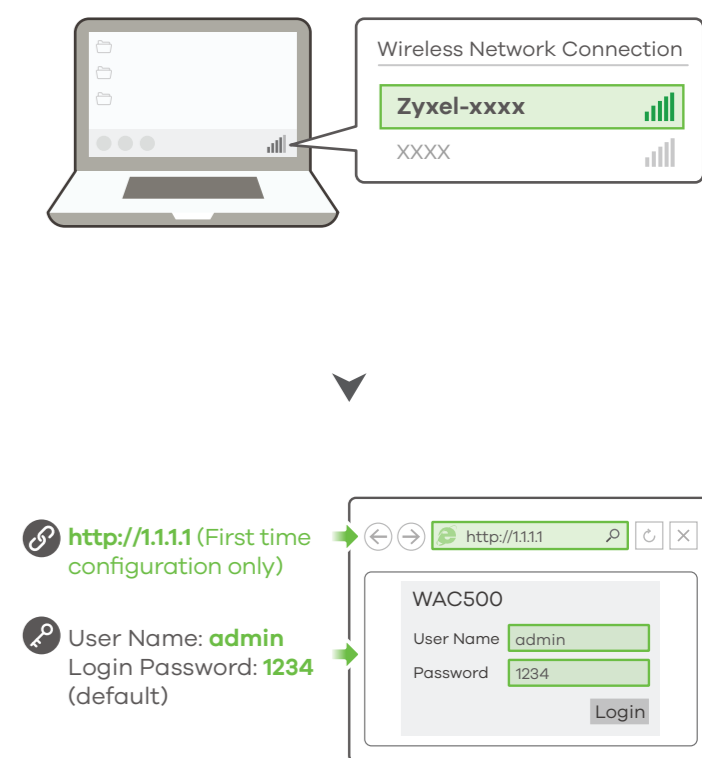 Wireless Network Connection
Zyxel-xxxx
XXXX
http://1.1.1.1 (First time
configuration only)
http://1.1.1.1
User Name: admin
Login Password: 1234
(default)
WAC500
User Name admin
Password 1234
Login